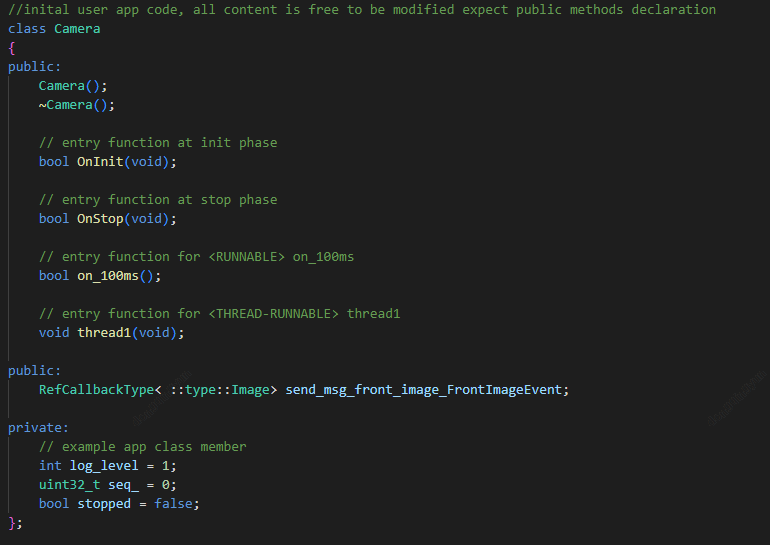 //inital user app code, all content is free to be modified expect public methods declaration
class Camera
{
public:
    Camera();
    ~Camera();

    // entry function at init phase
    bool OnInit(void);

    // entry function at stop phase
    bool OnStop(void);

    // entry function for <RUNNABLE> on_100ms
    bool on_100ms();

    // entry function for <THREAD-RUNNABLE> thread1
    void thread1(void);

public:
    RefCallbackType< ::type::Image> send_msg_front_image_FrontImageEvent;

private:
    // example app class member
    int log_level = 1;
    uint32_t seq_ = 0;
    bool stopped = false;
};